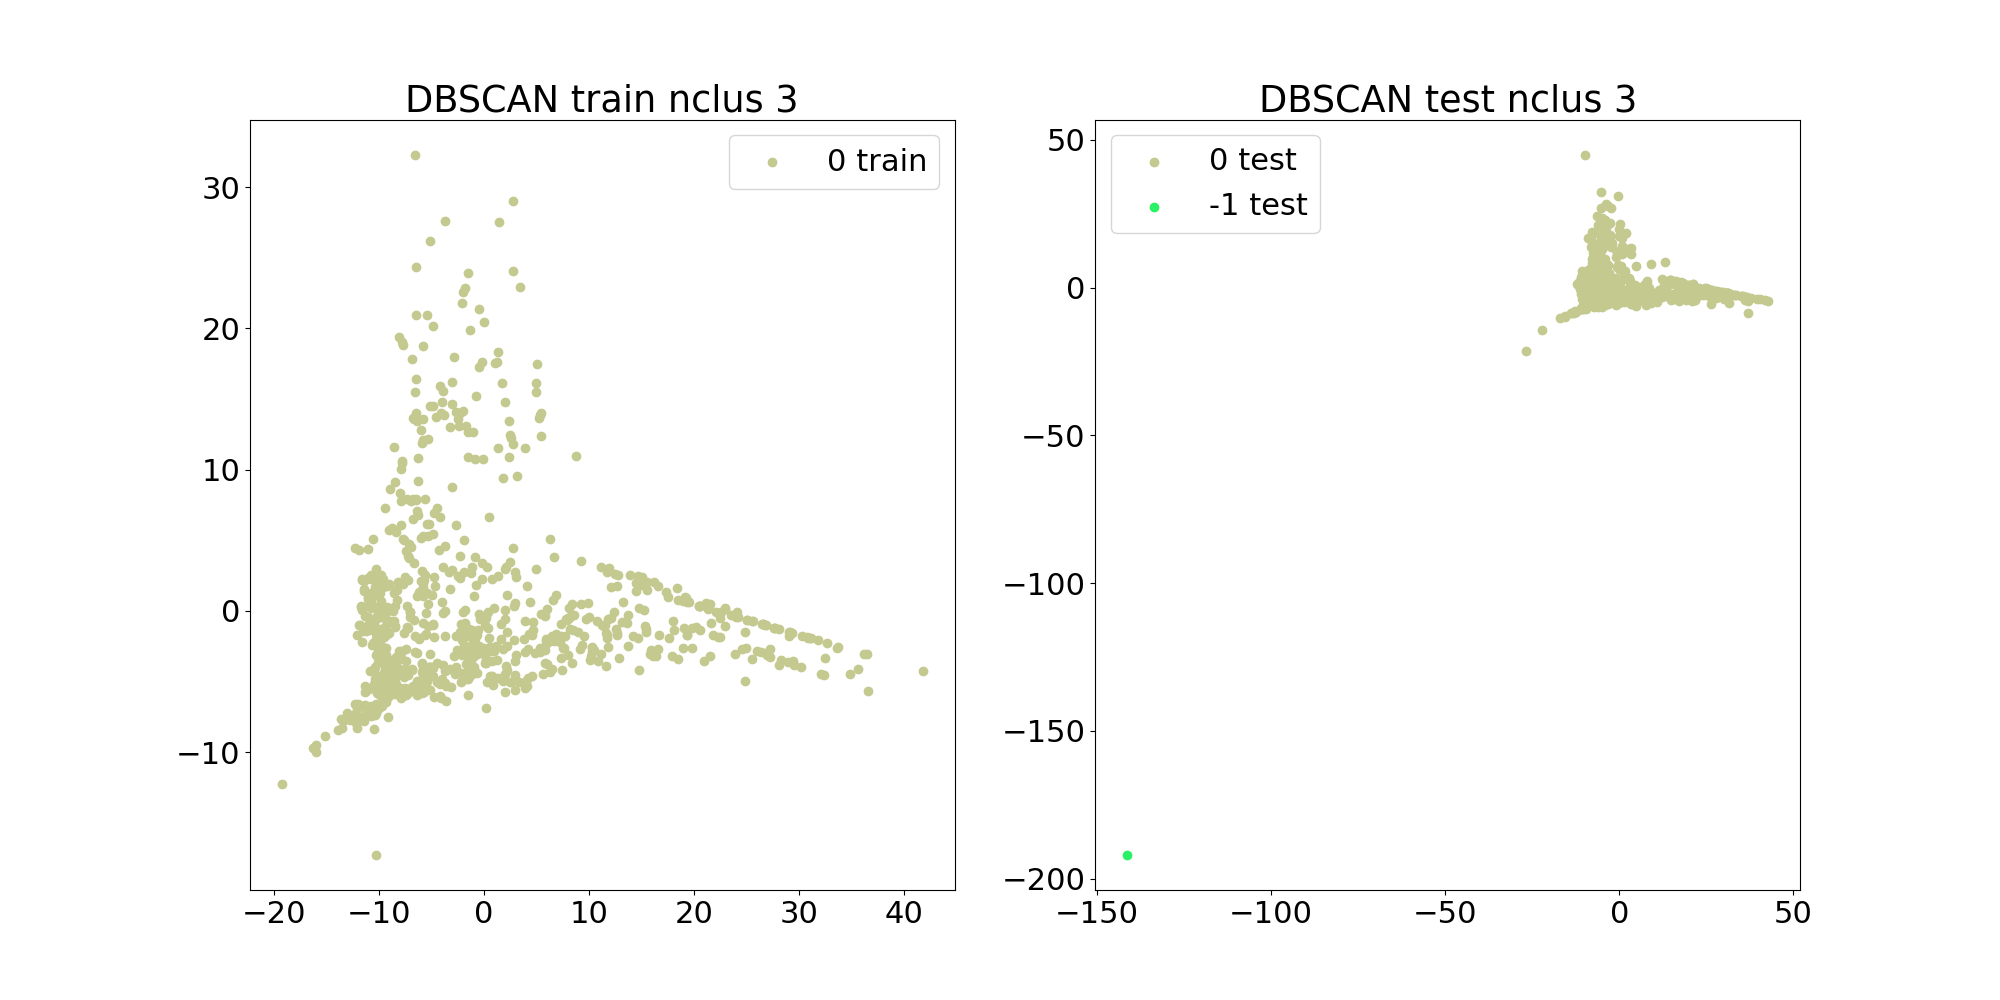 DBSCAN train nclus 3
0 train
30
20
10
0
−10
−20 −10 0 10 20 30 40
DBSCAN test nclus 3
0 test
-1 test
50
0
−50
−100
−150
−200
−150 −100 −50 0 50